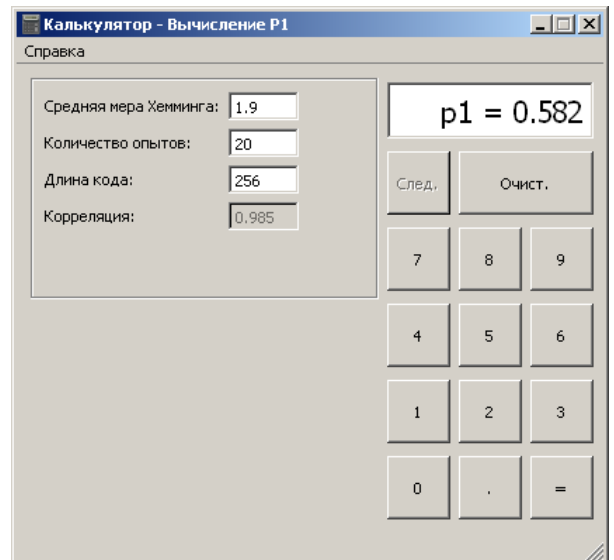 Калькулятор - Вычисление P1
Справка
Средняя мера Хемминга: 1.9
Количество опытов: 20
Длина кода: 256
Корреляция: 0.985
p1 = 0.582
След. Очист.
7 8 9
4 5 6
1 2 3
0 . =